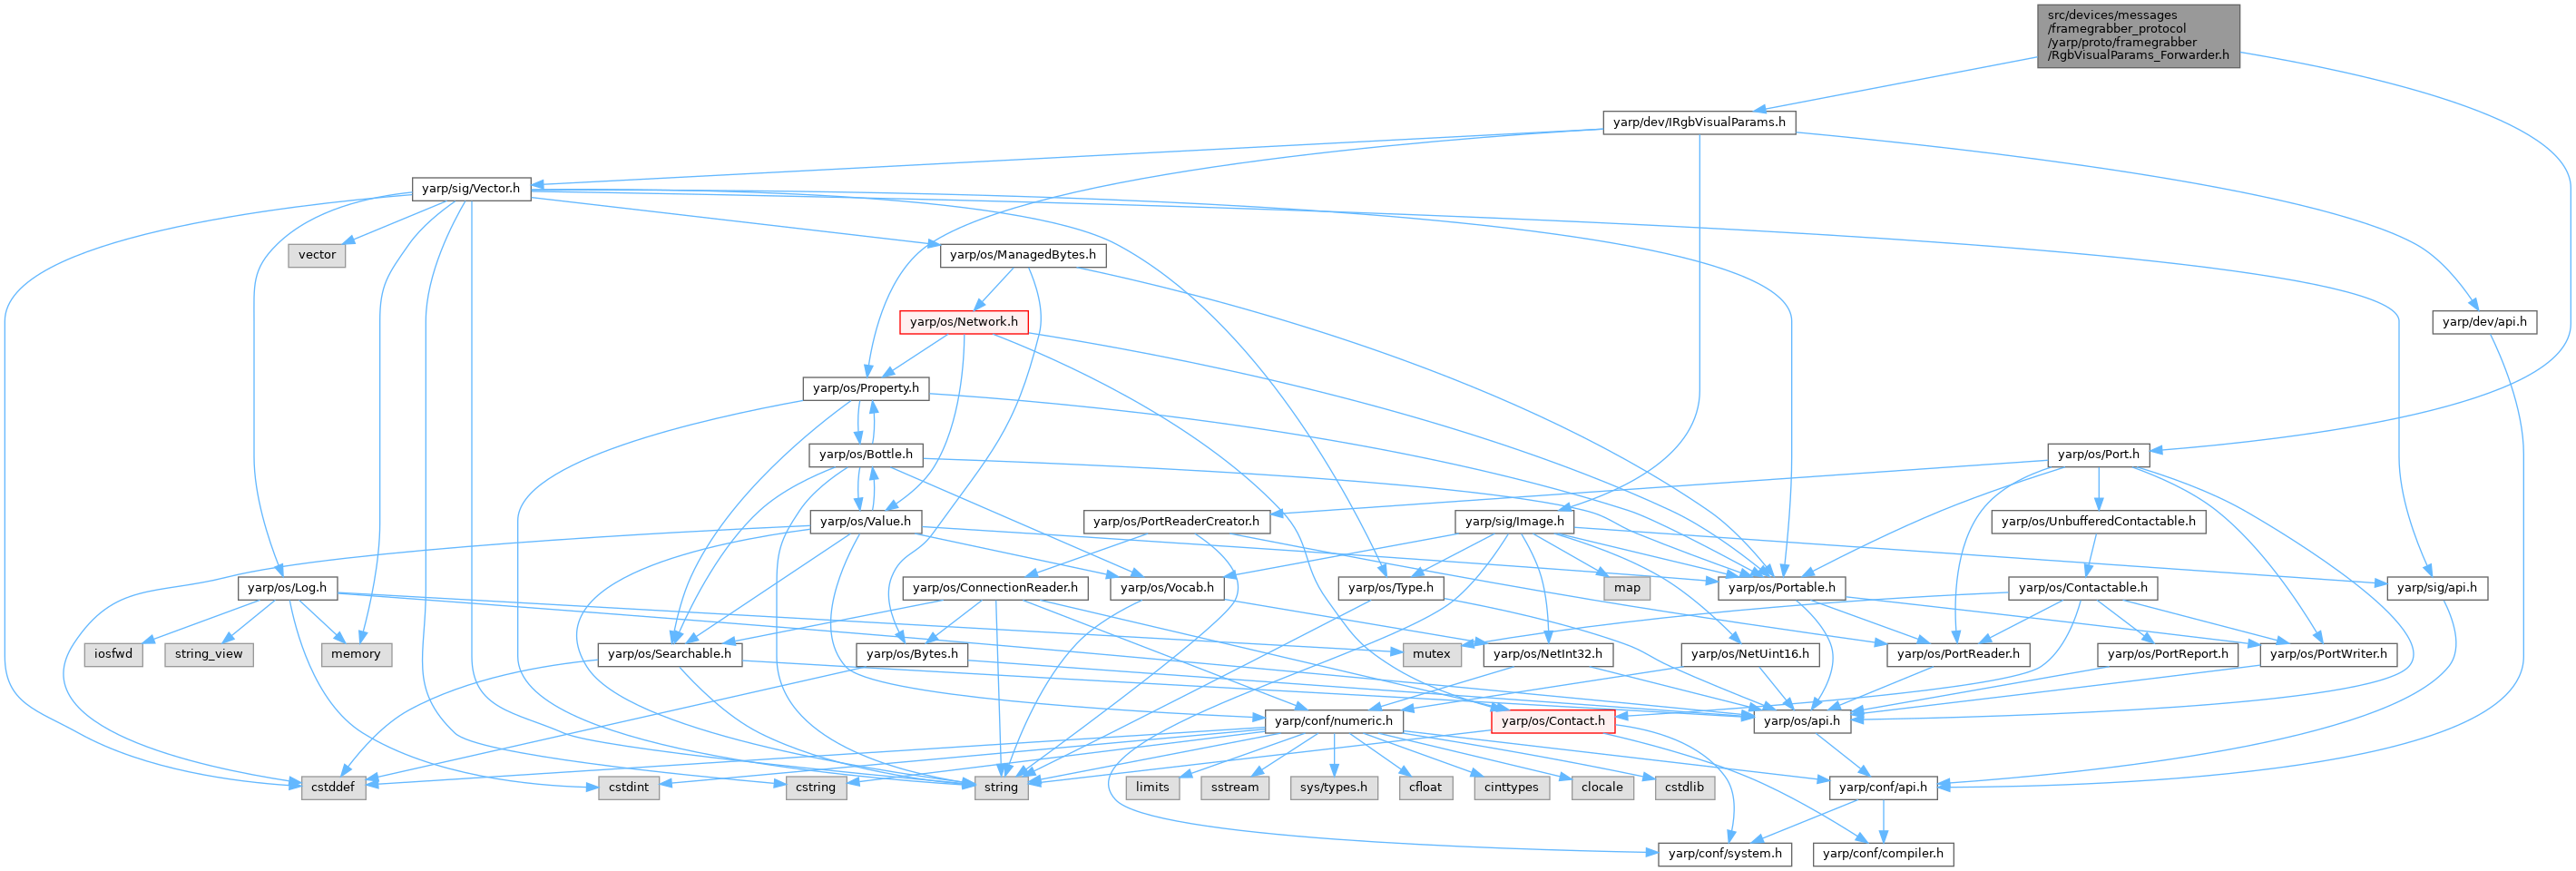 src/devices/messages
/framegrabber_protocol
/yarp/proto/framegrabber
/RgbVisualParams_Forwarder.h
yarp/dev/IRgbVisualParams.h
yarp/sig/Vector.h
vector
yarp/os/ManagedBytes.h
yarp/os/Network.h
yarp/dev/api.h
yarp/os/Property.h
yarp/os/Bottle.h
yarp/os/Port.h
yarp/os/Value.h
yarp/os/PortReaderCreator.h
yarp/sig/Image.h
yarp/os/UnbufferedContactable.h
yarp/os/Log.h
yarp/os/ConnectionReader.h
yarp/os/Vocab.h
yarp/os/Type.h
map
yarp/os/Portable.h
yarp/os/Contactable.h
yarp/sig/api.h
iosfwd
string_view
memory
yarp/os/Searchable.h
yarp/os/Bytes.h
mutex
yarp/os/NetInt32.h
yarp/os/NetUint16.h
yarp/os/PortReader.h
yarp/os/PortReport.h
yarp/os/PortWriter.h
yarp/conf/numeric.h
yarp/os/Contact.h
yarp/os/api.h
cstddef
cstdint
cstring
string
limits
sstream
sys/types.h
cfloat
cinttypes
clocale
cstdlib
yarp/conf/api.h
yarp/conf/system.h
yarp/conf/compiler.h